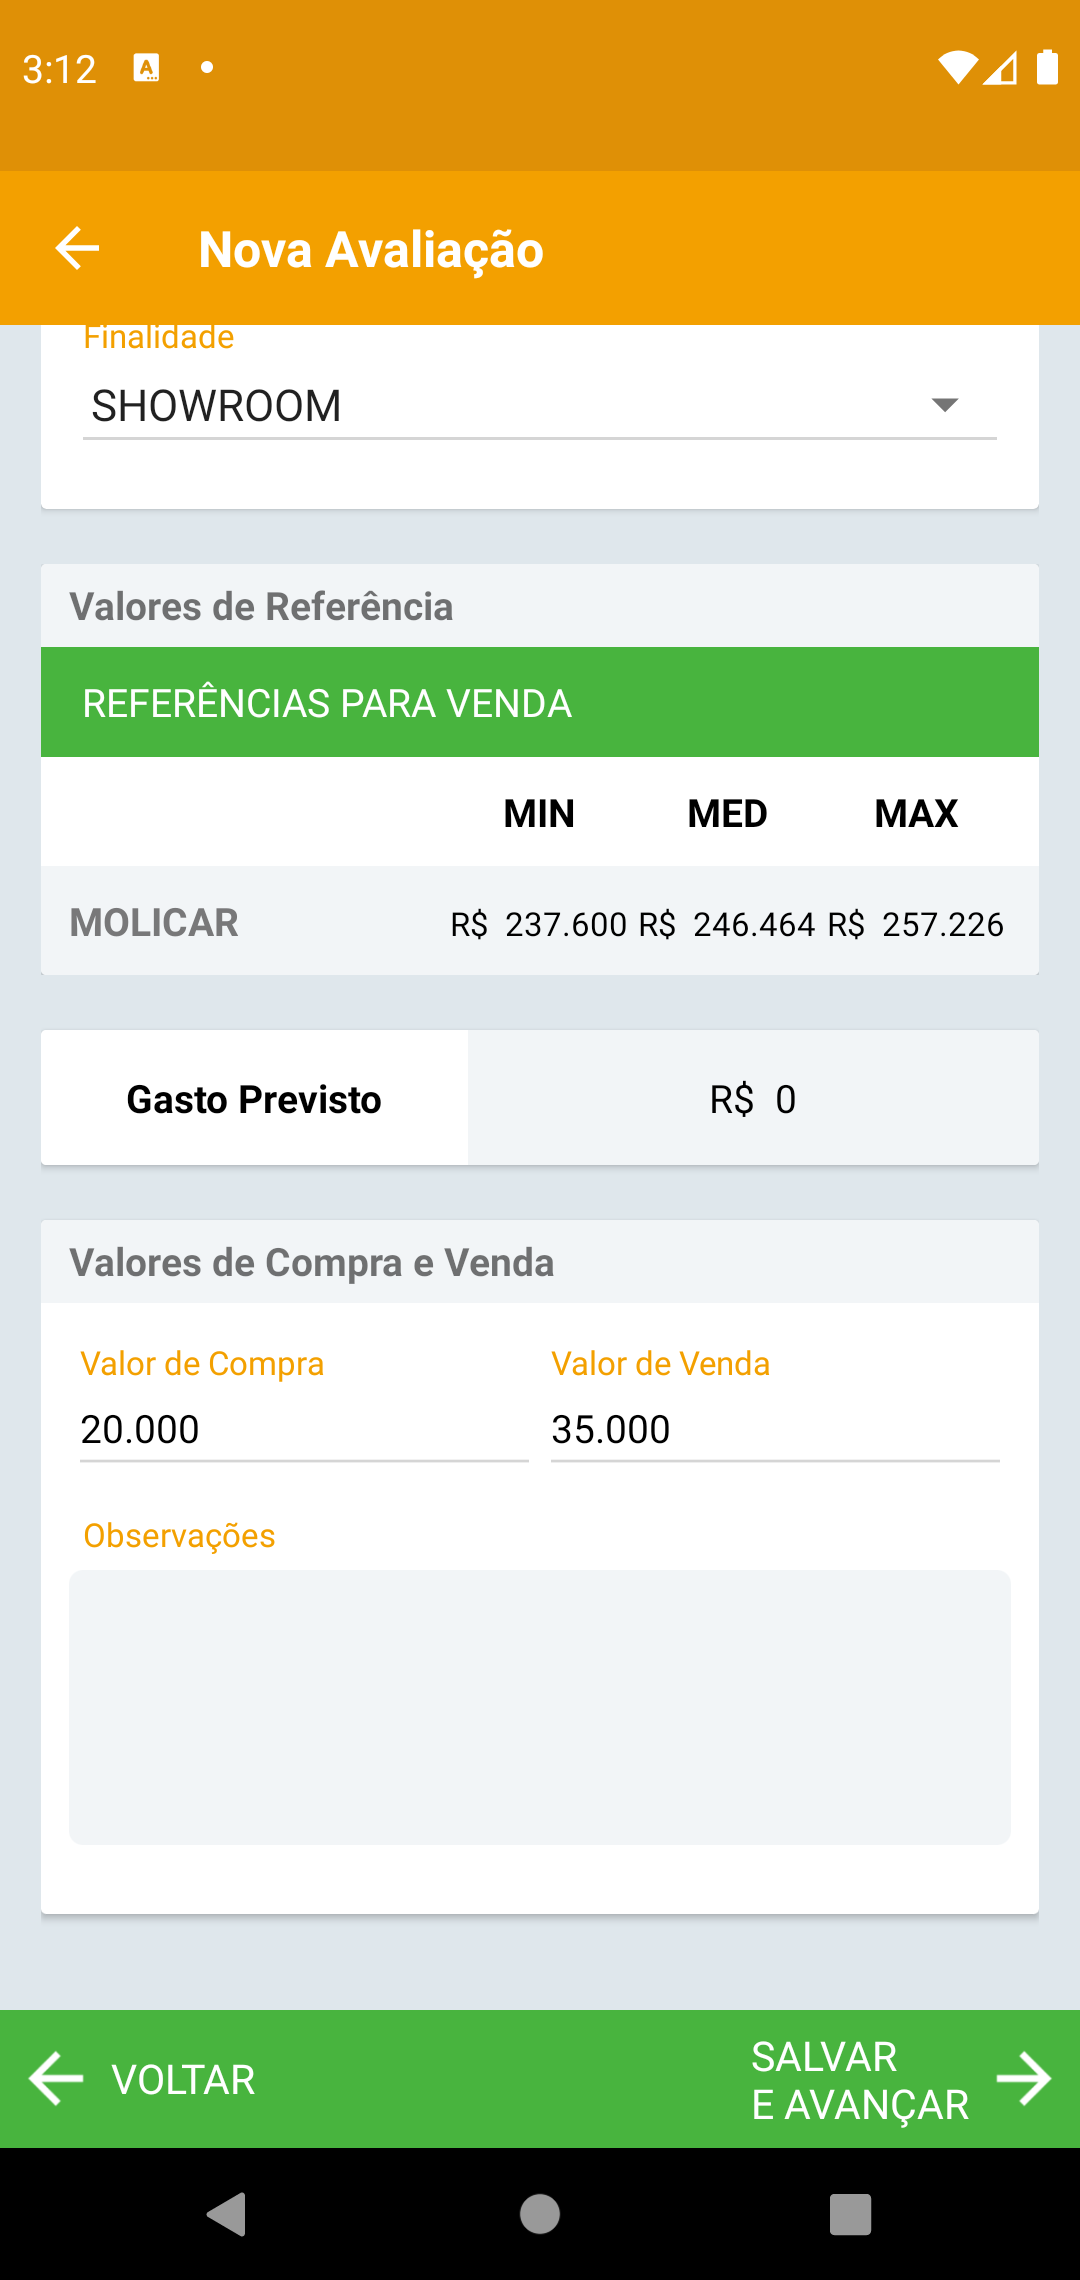 3:12
Nova Avaliação
Finalidade
SHOWROOM
Valores de Referência
REFERÊNCIAS PARA VENDA
MIN MED MAX
MOLICAR R$ 237.600 R$ 246.464 R$ 257.226
Gasto Previsto R$ 0
Valores de Compra e Venda
Valor de Compra Valor de Venda
20.000 35.000
Observações
VOLTAR
SALVAR
E AVANÇAR